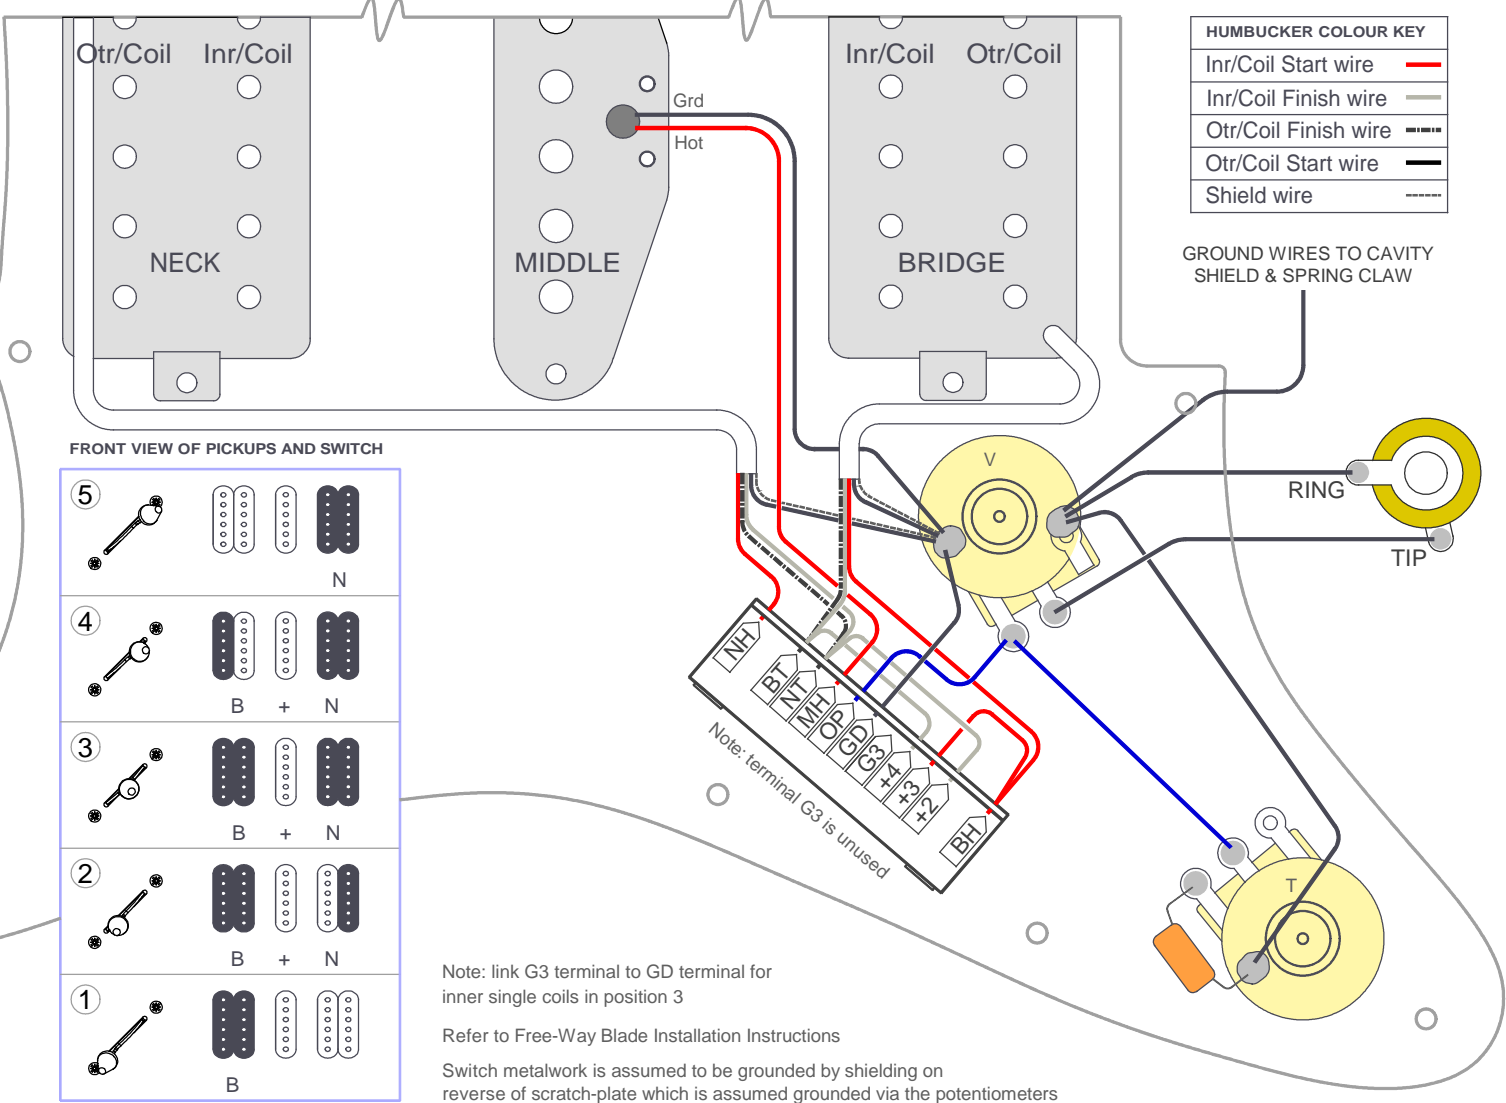 Otr/Coil Inr/Coil
Inr/Coil Otr/Coil
NECK
MIDDLE
BRIDGE
Grd
Hot
HUMBUCKER COLOUR KEY
Inr/Coil Start wire
Inr/Coil Finish wire
Otr/Coil Finish wire
Otr/Coil Start wire
Shield wire
GROUND WIRES TO CAVITY
SHIELD & SPRING CLAW
V
RING
TIP
T
FRONT VIEW OF PICKUPS AND SWITCH
5
N
4
B + N
3
B + N
2
B + N
1
B
NH
BT
NT
MH
OP
GD
G3
+4
+3
+2
BH
Note: terminal G3 is unused
Note: link G3 terminal to GD terminal for
inner single coils in position 3
Refer to Free-Way Blade Installation Instructions
Switch metalwork is assumed to be grounded by shielding on
reverse of scratch-plate which is assumed grounded via the potentiometers